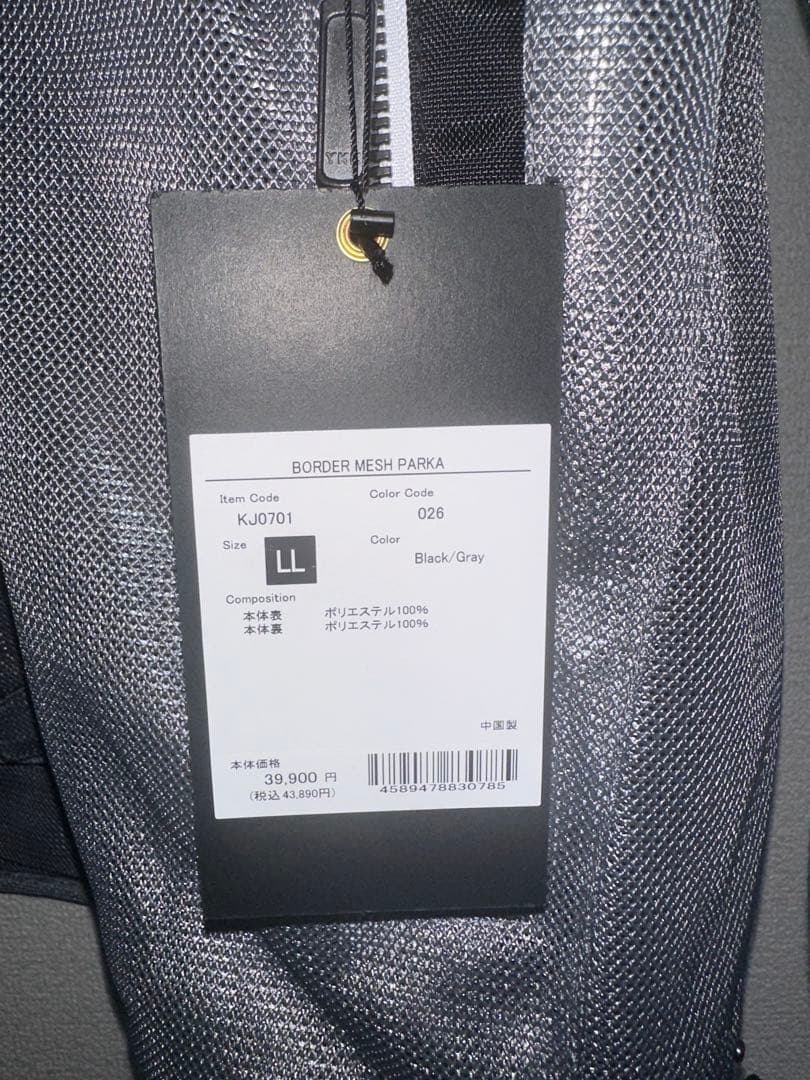 YK
BORDER MESH PARKA
Item Code
Color Code
KJ0701
026
Size
LL
Color
Black/Gray
Composition
本体表 ポリエステル100%
本体裏 ポリエステル100%
中国製
本体価格
39,900 円
(税込 43,890円)
4589478830785